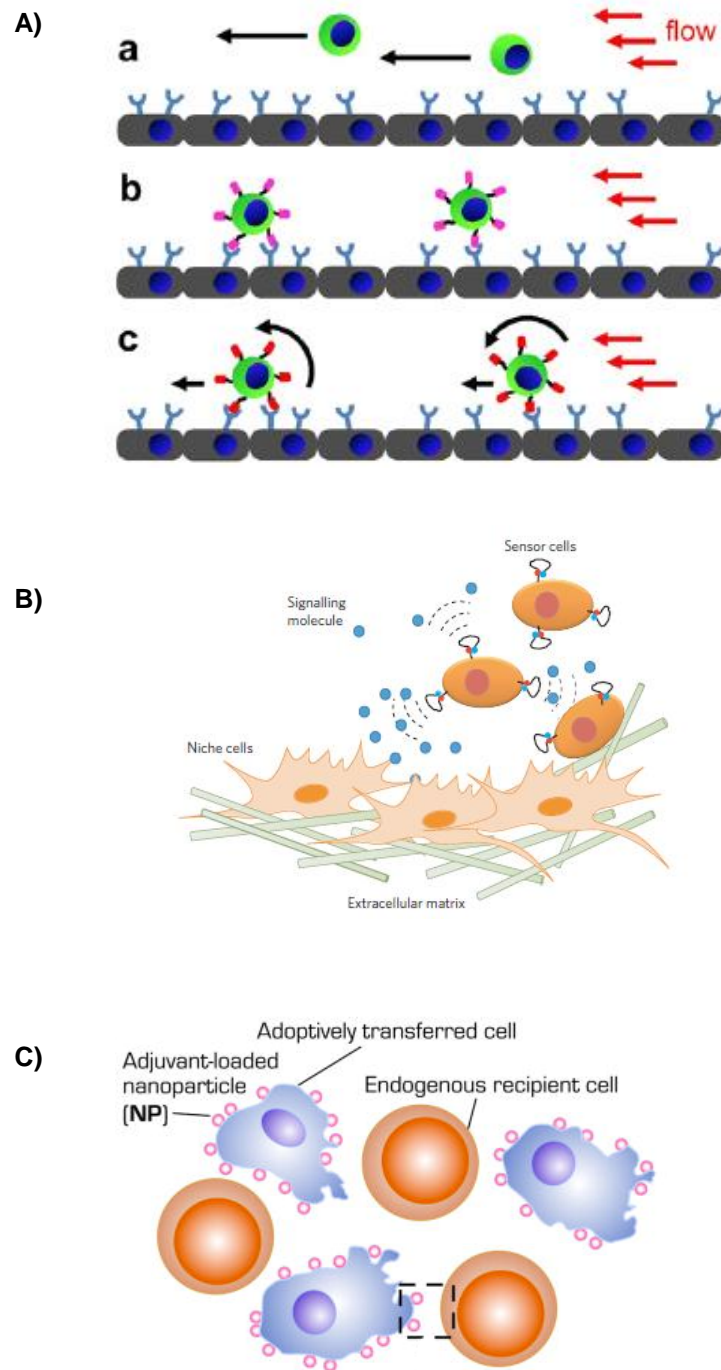 A)
a
flow
b
c
B)
Sensor cells
Signalling
molecule
Niche cells
Extracellular matrix
C)
Adoptively transferred cell
Adjuvant-loaded
nanoparticle
(NP)
Endogenous recipient cell